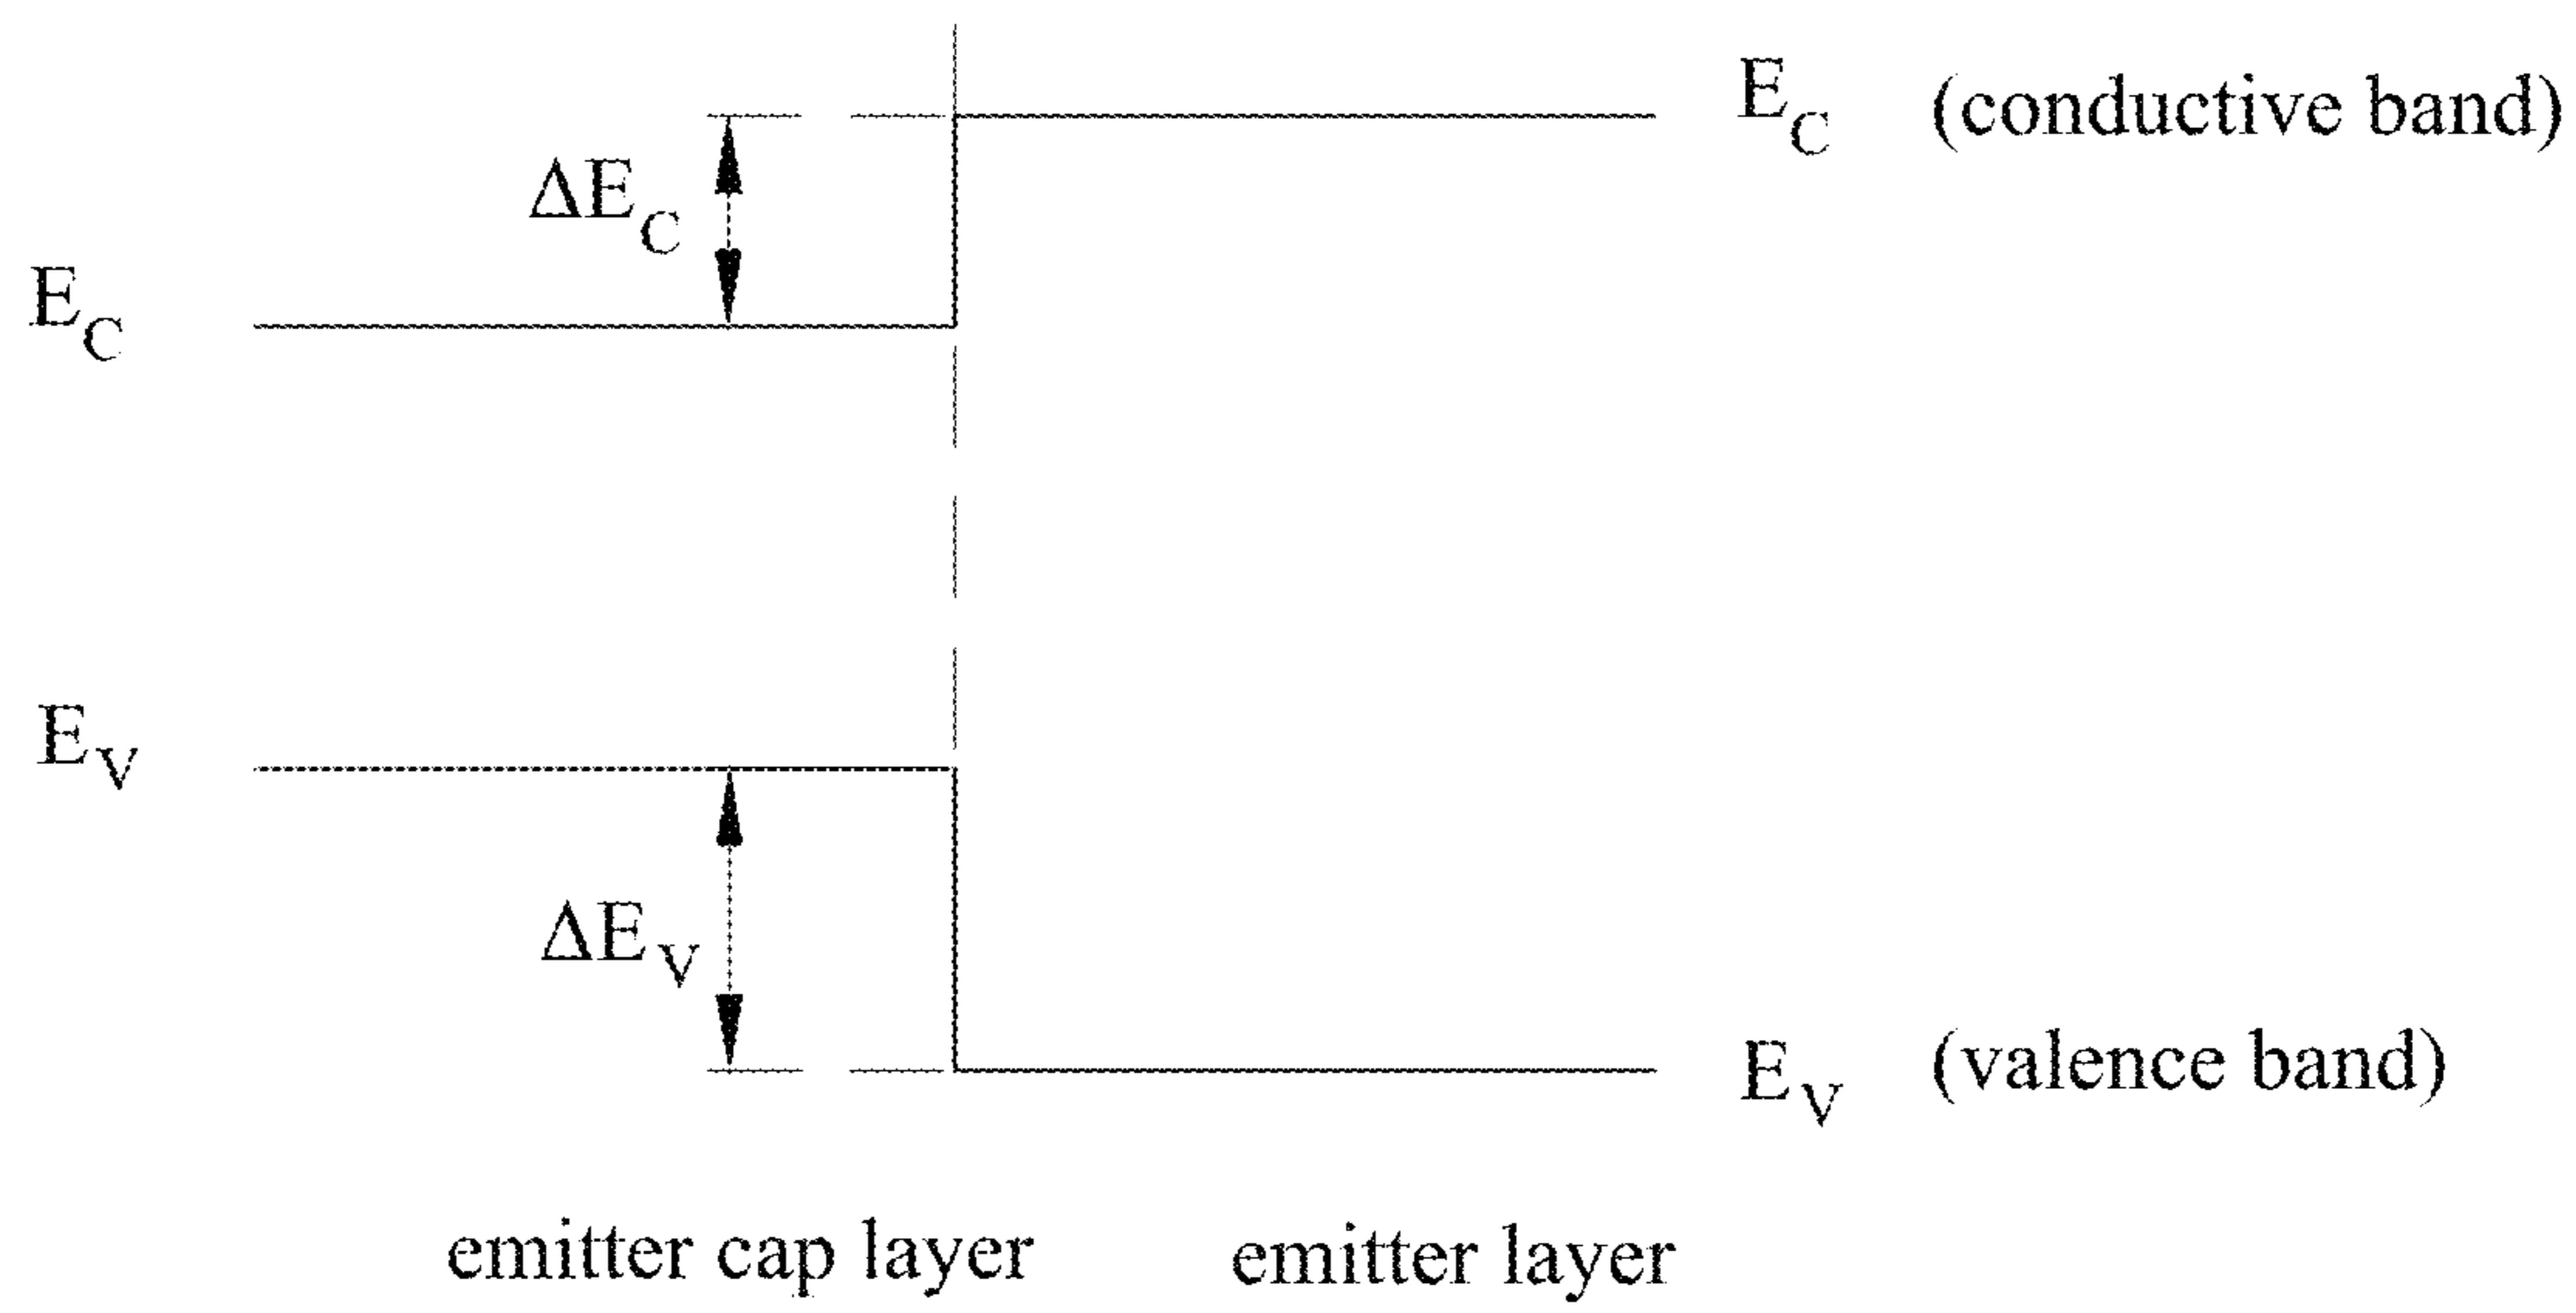 E_C (conductive band)
ΔE_C
E_C
E_V
ΔE_V
E_V (valence band)
emitter cap layer emitter layer